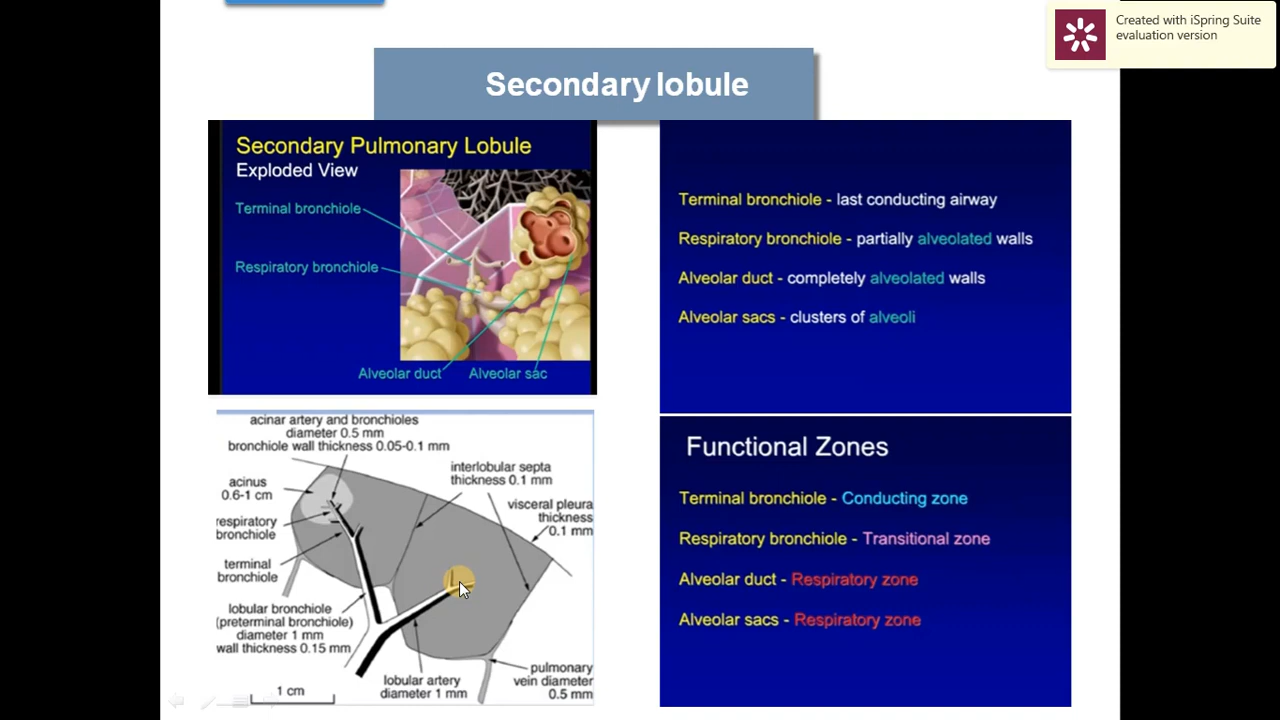 Created with iSpring Suite
evaluation version
Secondary lobule
Secondary Pulmonary Lobule
Exploded View
Terminal bronchiole
Respiratory bronchiole
Alveolar duct
Alveolar sac
Terminal bronchiole - last conducting airway
Respiratory bronchiole - partially alveolated walls
Alveolar duct - completely alveolated walls
Alveolar sacs - clusters of alveoli
acinar artery and bronchioles
diameter 0.5 mm
bronchiole wall thickness 0.05-0.1 mm
acinus
0.6-1 cm
respiratory
bronchiole
terminal
bronchiole
lobular bronchiole
(preterminal bronchiole)
diameter 1 mm
wall thickness 0.15 mm
interlobular septa
thickness 0.1 mm
visceral pleura
thickness
0.1 mm
lobular artery
diameter 1 mm
pulmonary
vein diameter
0.5 mm
1 cm
Functional Zones
Terminal bronchiole - Conducting zone
Respiratory bronchiole - Transitional zone
Alveolar duct - Respiratory zone
Alveolar sacs - Respiratory zone